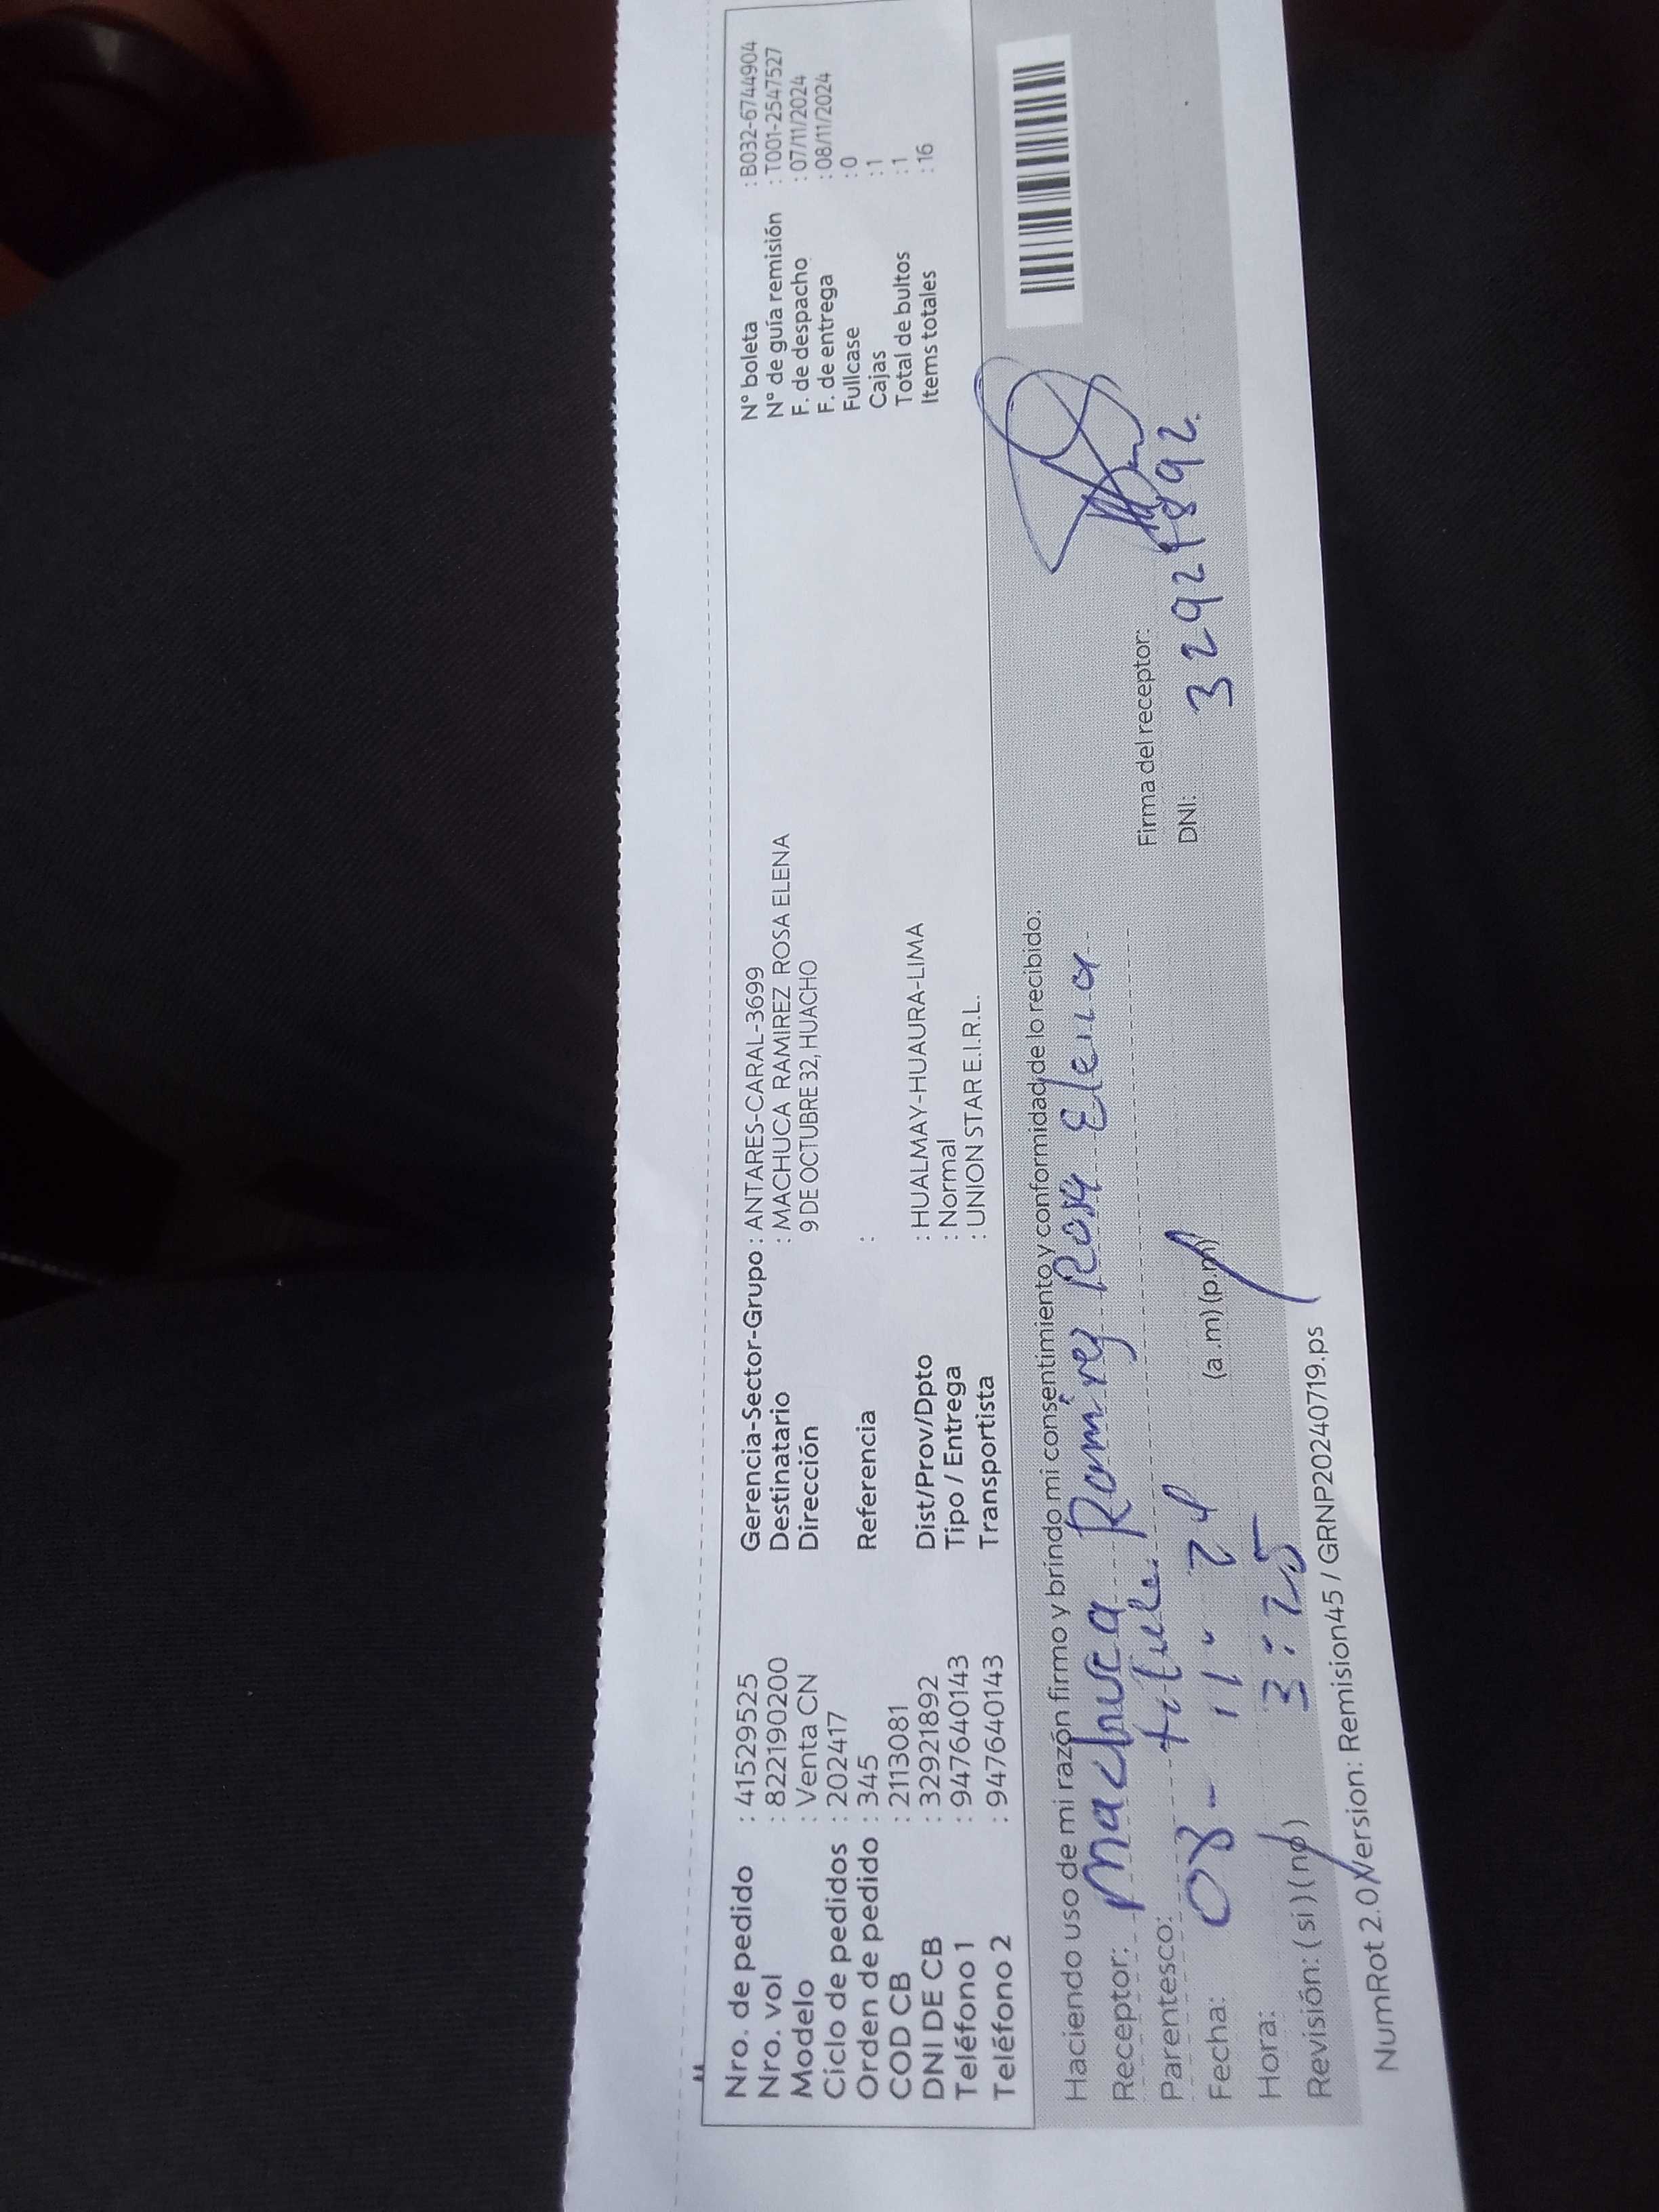 Nro. de pedido : 41529525 Gerencia-Sector-Grupo : ANTARES-CARAL-3699 N° boleta : B032-6744904
Nro. vol : 822190200 Destinatario : MACHUCA RAMIREZ ROSA ELENA N° de guía remisión : T001-2547527
Modelo : Venta CN Dirección 9 DE OCTUBRE 32, HUACHO F. de despacho : 07/11/2024
Ciclo de pedidos : 202417 F. de entrega : 08/11/2024
Orden de pedido : 345 Referencia : Fullcase : 0
COD CB : 2113081 Cajas : 1
DNI DE CB : 32921892 Dist/Prov/Dpto : HUALMAY-HUAURA-LIMA Total de bultos : 1
Teléfono 1 : 947640143 Tipo / Entrega : Normal Items totales : 16
Teléfono 2 : 947640143 Transportista : UNION STAR E.I.R.L.
Haciendo uso de mi razón firmo y brindo mi consentimiento y conformidad de lo recibido:
Receptor: Machuca Ramirez Rosa Elena
Parentesco: Firma del receptor:
Fecha: 08-11-24 DNI: 32921892.
Hora: 3:25 (a.m)(p.m)
Revisión: (si)(no)
NumRot 2.0/Version: Remision45 / GRNP20240719.ps